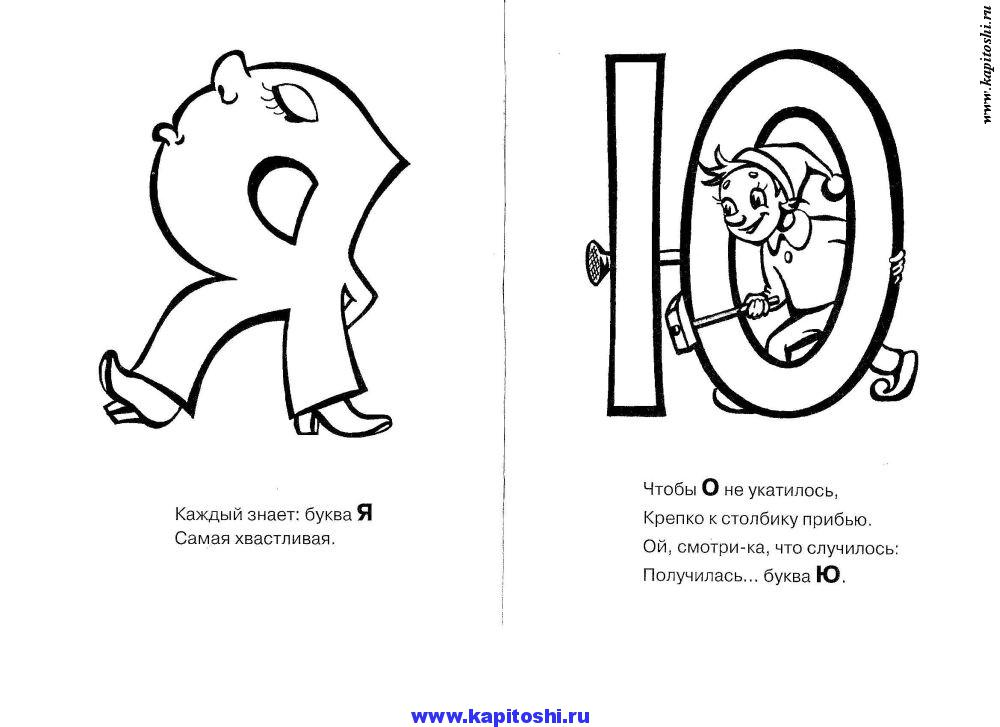 www.kapitoshi.ru
Каждый знает: буква Я
Самая хвастливая.
Чтобы О не укатилось,
Крепко к столбику прибью.
Ой, смотри-ка, что случилось:
Получилась... буква Ю.
www.kapitoshi.ru